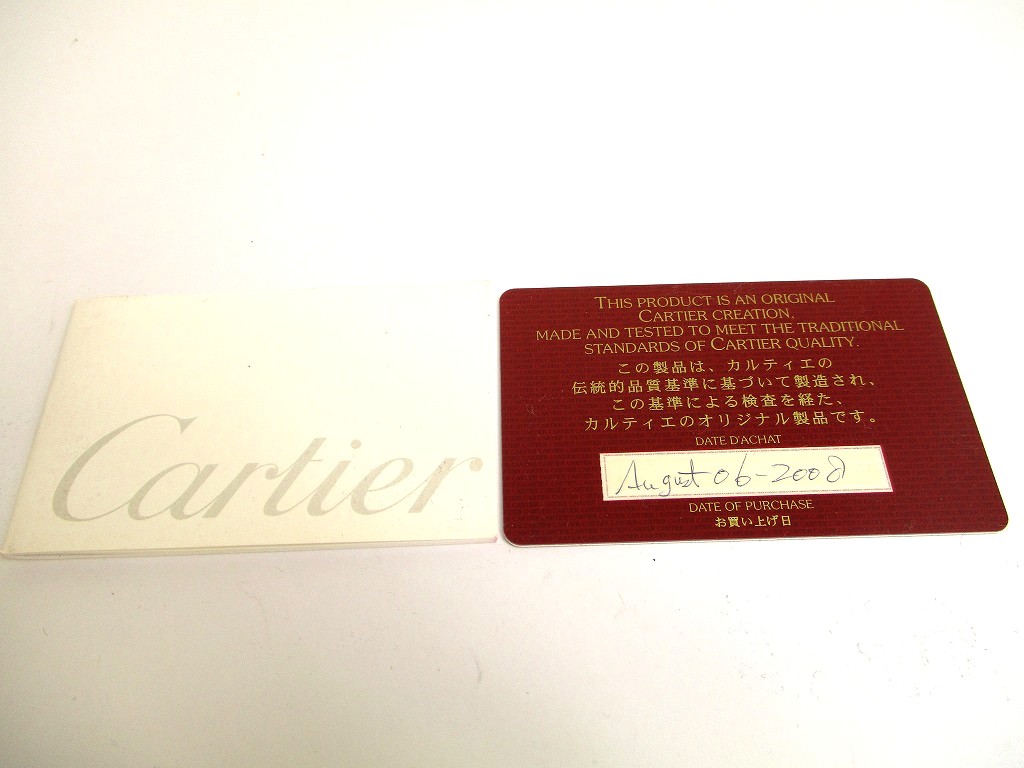 Cartier
THIS PRODUCT IS AN ORIGINAL
CARTIER CREATION,
MADE AND TESTED TO MEET THE TRADITIONAL
STANDARDS OF CARTIER QUALITY.
この製品は、カルティエの
伝統的品質基準に基づいて製造され、
この基準による検査を経た、
カルティエのオリジナル製品です。
DATE D'ACHAT
August 06-2008
DATE OF PURCHASE
お買い上げ日